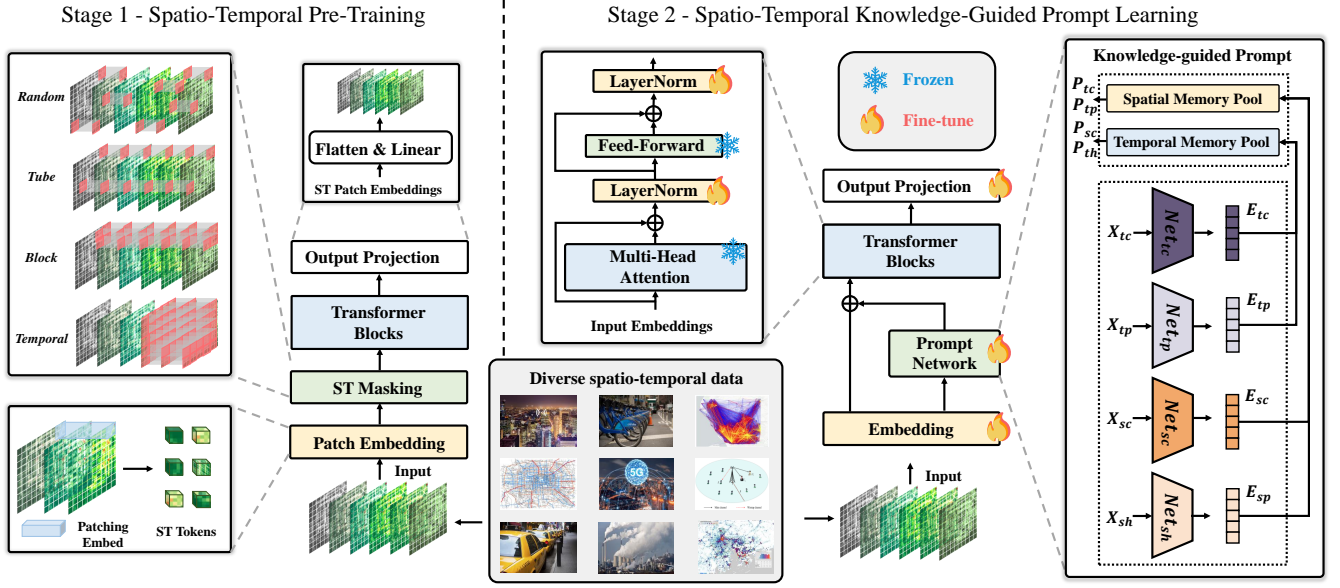 Stage 1 - Spatio-Temporal Pre-Training
Stage 2 - Spatio-Temporal Knowledge-Guided Prompt Learning
Random
Tube
Block
Temporal
Flatten & Linear
ST Patch Embeddings
Output Projection
Transformer
Blocks
ST Masking
Patch Embedding
Input
Patching
Embed
ST Tokens
LayerNorm
Feed-Forward
LayerNorm
Multi-Head
Attention
Input Embeddings
Frozen
Fine-tune
Output Projection
Transformer
Blocks
Prompt
Network
Embedding
Input
Diverse spatio-temporal data
5G
Knowledge-guided Prompt
P_tc
P_tp
Spatial Memory Pool
P_sc
P_th
Temporal Memory Pool
X_tc
Net_tc
E_tc
X_tp
Net_tp
E_tp
X_sc
Net_sc
E_sc
X_sh
Net_sh
E_sp